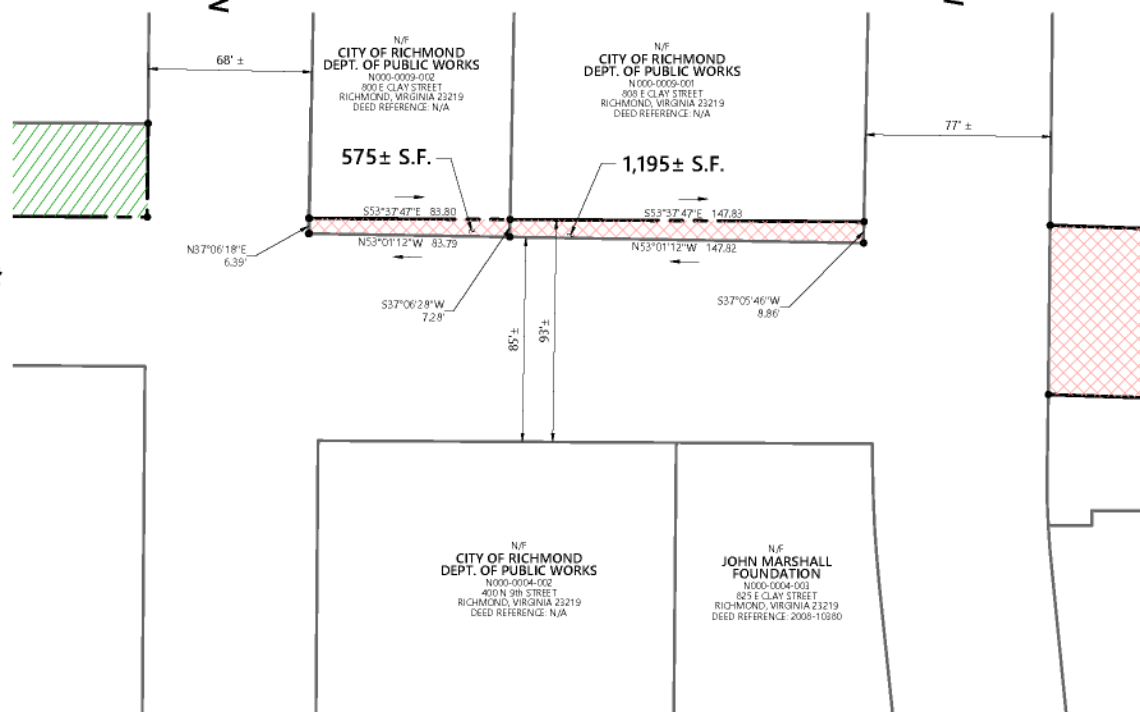 68' ±
N/F
CITY OF RICHMOND
DEPT. OF PUBLIC WORKS
N000-0009-002
800 E CLAY STREET
RICHMOND, VIRGINIA 23219
DEED REFERENCE: N/A
N/F
CITY OF RICHMOND
DEPT. OF PUBLIC WORKS
N000-0009-001
808 E CLAY STREET
RICHMOND, VIRGINIA 23219
DEED REFERENCE: N/A
77' ±
575± S.F.
1,195± S.F.
S53°37'47"E 83.80
S53°37'47"E 147.83
N53°01'12"W 83.79
N53°01'12"W 147.82
N37°06'18"E
6.39'
S37°06'28"W
7.28'
S37°05'46"W
8.86'
85'±
93'±
N/F
CITY OF RICHMOND
DEPT. OF PUBLIC WORKS
N000-0004-002
400 N 9th STREET
RICHMOND, VIRGINIA 23219
DEED REFERENCE: N/A
N/F
JOHN MARSHALL
FOUNDATION
N000-0004-003
825 E CLAY STREET
RICHMOND, VIRGINIA 23219
DEED REFERENCE: 2008-10380